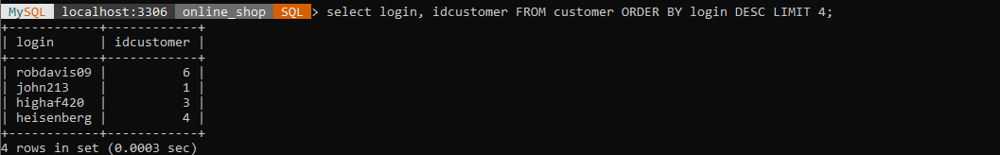 MySQL localhost:3306 online_shop SQL > select login, idcustomer FROM customer ORDER BY login DESC LIMIT 4;
+------------+------------+
| login      | idcustomer |
+------------+------------+
| robdavis09 |          6 |
| john213    |          1 |
| highaf420  |          3 |
| heisenberg |          4 |
+------------+------------+
4 rows in set (0.0003 sec)